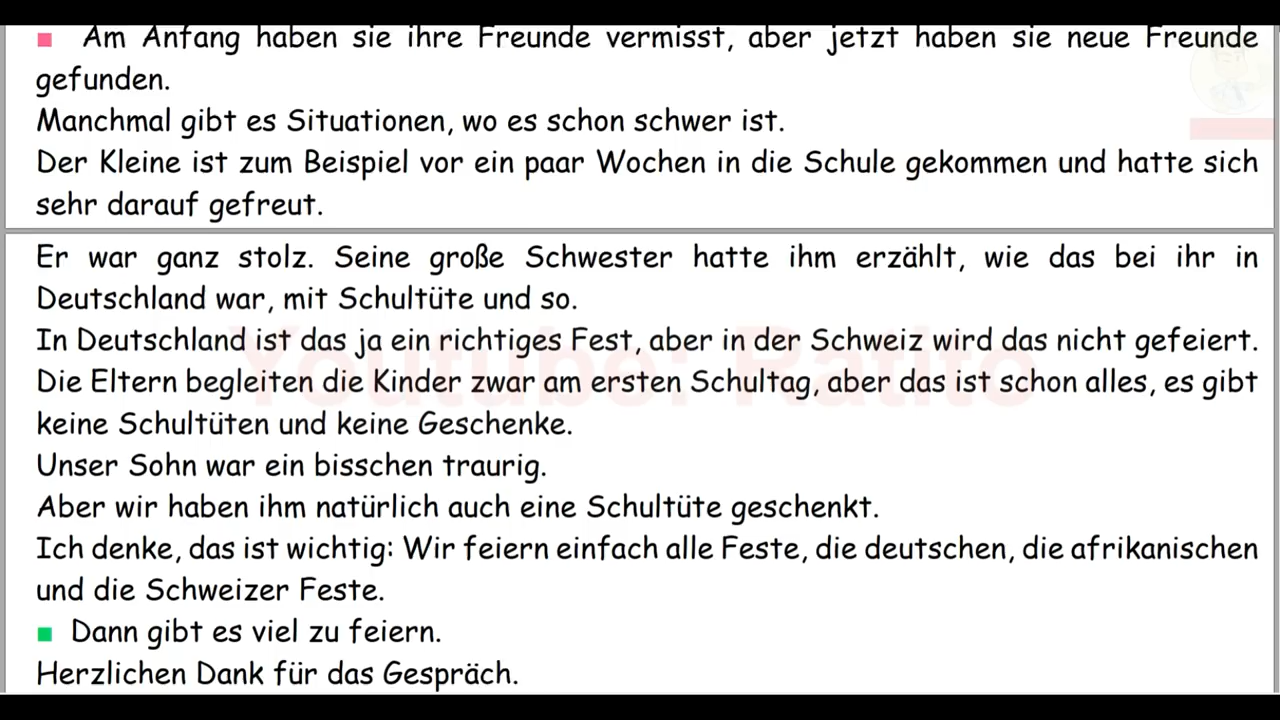 Am Anfang haben sie ihre Freunde vermisst, aber jetzt haben sie neue Freunde
gefunden.
Manchmal gibt es Situationen, wo es schon schwer ist.
Der Kleine ist zum Beispiel vor ein paar Wochen in die Schule gekommen und hatte sich
sehr darauf gefreut.
Er war ganz stolz. Seine große Schwester hatte ihm erzählt, wie das bei ihr in
Deutschland war, mit Schultüte und so.
In Deutschland ist das ja ein richtiges Fest, aber in der Schweiz wird das nicht gefeiert.
Youtube: Ratito
Die Eltern begleiten die Kinder zwar am ersten Schultag, aber das ist schon alles, es gibt
keine Schultüten und keine Geschenke.
Unser Sohn war ein bisschen traurig.
Aber wir haben ihm natürlich auch eine Schultüte geschenkt.
Ich denke, das ist wichtig: Wir feiern einfach alle Feste, die deutschen, die afrikanischen
und die Schweizer Feste.
Dann gibt es viel zu feiern.
Herzlichen Dank für das Gespräch.